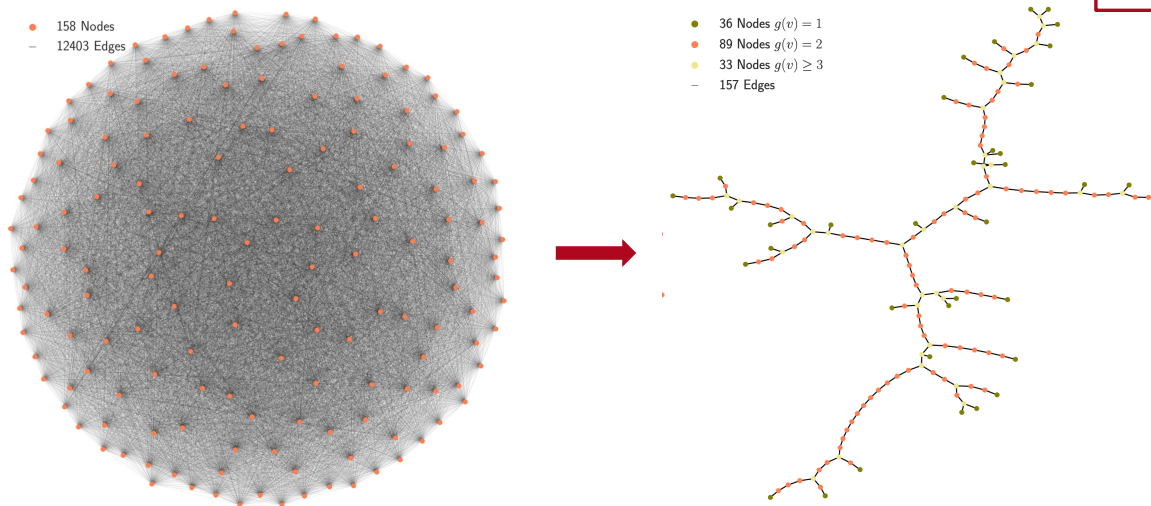 158 Nodes
12403 Edges
36 Nodes g(v) = 1
89 Nodes g(v) = 2
33 Nodes g(v) ≥ 3
157 Edges